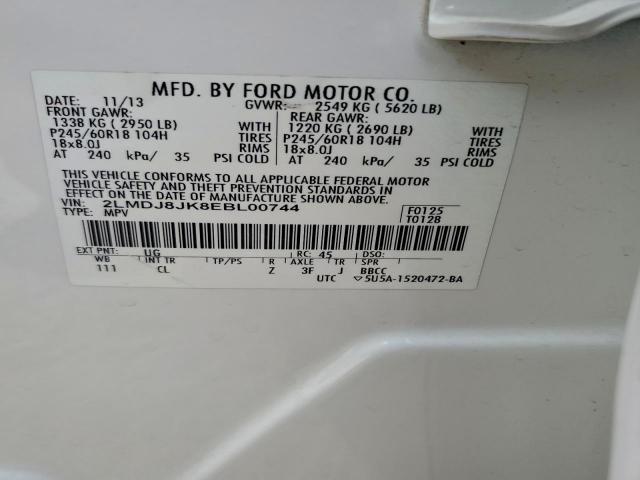 MFD. BY FORD MOTOR CO.
DATE: 11/13 GVWR: 2549 KG ( 5620 LB)
FRONT GAWR: REAR GAWR:
1338 KG ( 2950 LB) WITH 1220 KG ( 2690 LB) WITH
P245/60R18 104H TIRES P245/60R18 104H TIRES
18x8.0J RIMS 18x8.0J RIMS
AT 240 kPa/ 35 PSI COLD AT 240 kPa/ 35 PSI COLD
THIS VEHICLE CONFORMS TO ALL APPLICABLE FEDERAL MOTOR
VEHICLE SAFETY AND THEFT PREVENTION STANDARDS IN
EFFECT ON THE DATE OF MANUFACTURE SHOWN ABOVE.
VIN: 2LMDJ8JK8EBL00744 F0125
TYPE: MPV T0128
EXT PNT: UG RC: 45 DSO:
WB INT TR TP/PS R AXLE TR SPR
111 CL Z 3F J BBCC
UTC ▽5U5A-1520472-BA